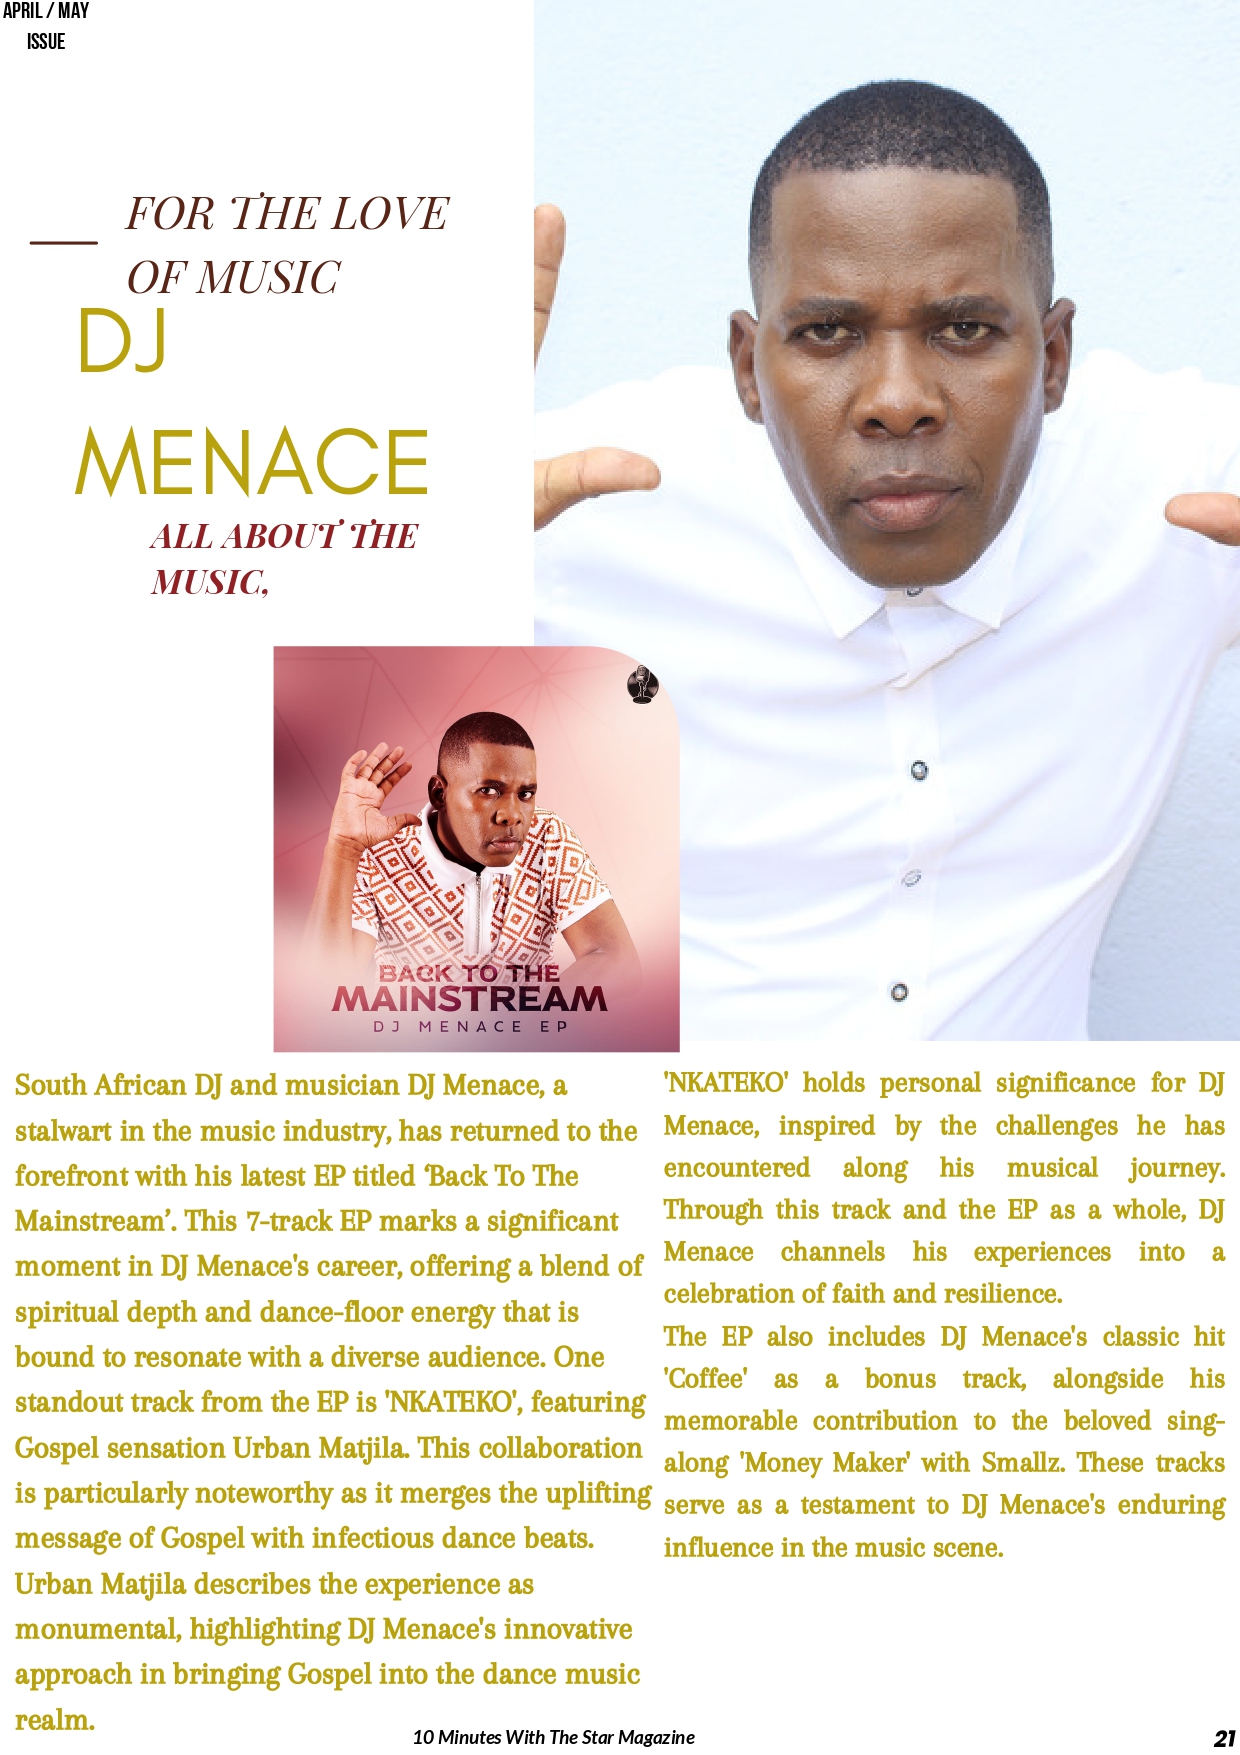 APRIL / MAY
ISSUE
FOR THE LOVE
OF MUSIC
DJ
MENACE
ALL ABOUT THE
MUSIC,
BACK TO THE
MAINSTREAM
DJ MENACE EP
South African DJ and musician DJ Menace, a
stalwart in the music industry, has returned to the
forefront with his latest EP titled ‘Back To The
Mainstream’. This 7-track EP marks a significant
moment in DJ Menace's career, offering a blend of
spiritual depth and dance-floor energy that is
bound to resonate with a diverse audience. One
standout track from the EP is 'NKATEKO', featuring
Gospel sensation Urban Matjila. This collaboration
is particularly noteworthy as it merges the uplifting
message of Gospel with infectious dance beats.
Urban Matjila describes the experience as
monumental, highlighting DJ Menace's innovative
approach in bringing Gospel into the dance music
realm.
'NKATEKO' holds personal significance for DJ
Menace, inspired by the challenges he has
encountered along his musical journey.
Through this track and the EP as a whole, DJ
Menace channels his experiences into a
celebration of faith and resilience.
The EP also includes DJ Menace's classic hit
'Coffee' as a bonus track, alongside his
memorable contribution to the beloved sing-
along 'Money Maker' with Smallz. These tracks
serve as a testament to DJ Menace's enduring
influence in the music scene.
10 Minutes With The Star Magazine
21